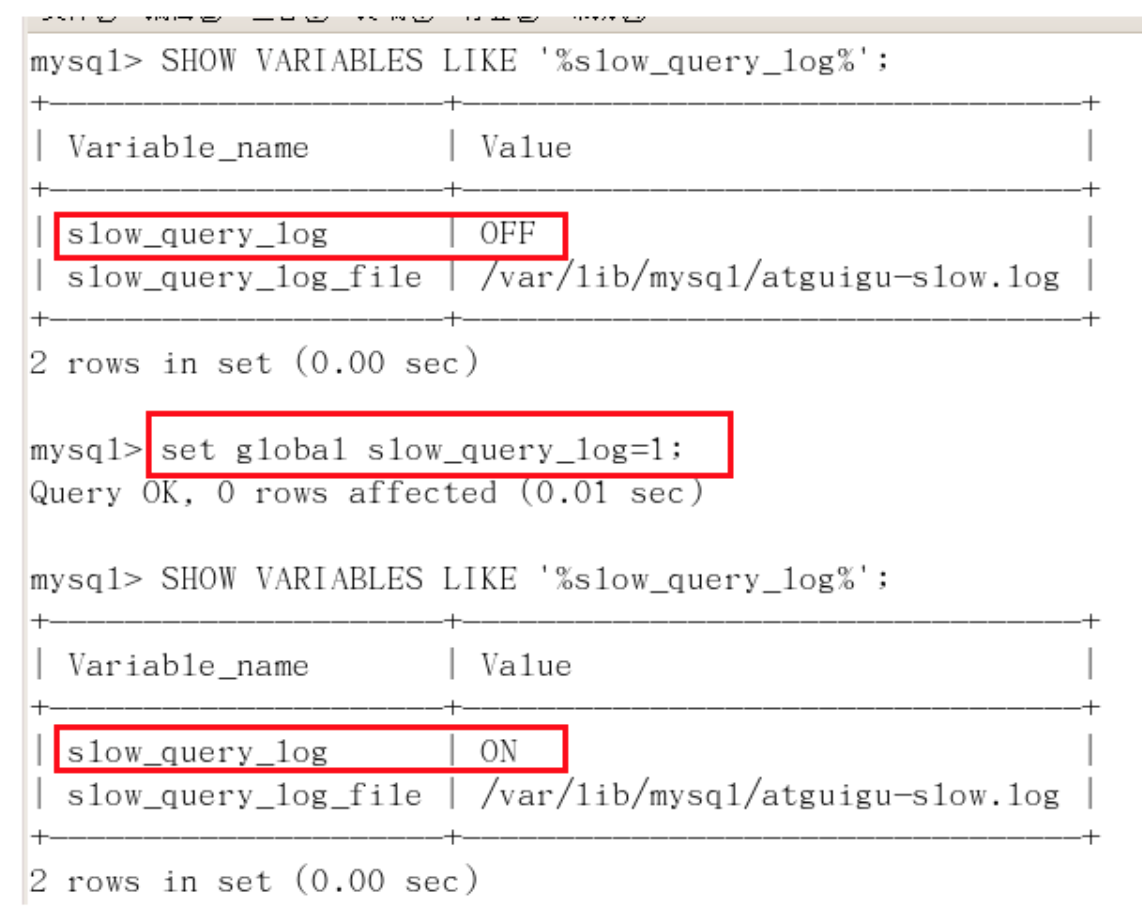 mysql> SHOW VARIABLES LIKE '%slow_query_log%';
+---------------------+---------------------------------+
| Variable_name | Value |
+---------------------+---------------------------------+
| slow_query_log | OFF |
| slow_query_log_file | /var/lib/mysql/atguigu-slow.log |
+---------------------+---------------------------------+
2 rows in set (0.00 sec)
mysql> set global slow_query_log=1;
Query OK, 0 rows affected (0.01 sec)
mysql> SHOW VARIABLES LIKE '%slow_query_log%';
+---------------------+---------------------------------+
| Variable_name | Value |
+---------------------+---------------------------------+
| slow_query_log | ON |
| slow_query_log_file | /var/lib/mysql/atguigu-slow.log |
+---------------------+---------------------------------+
2 rows in set (0.00 sec)